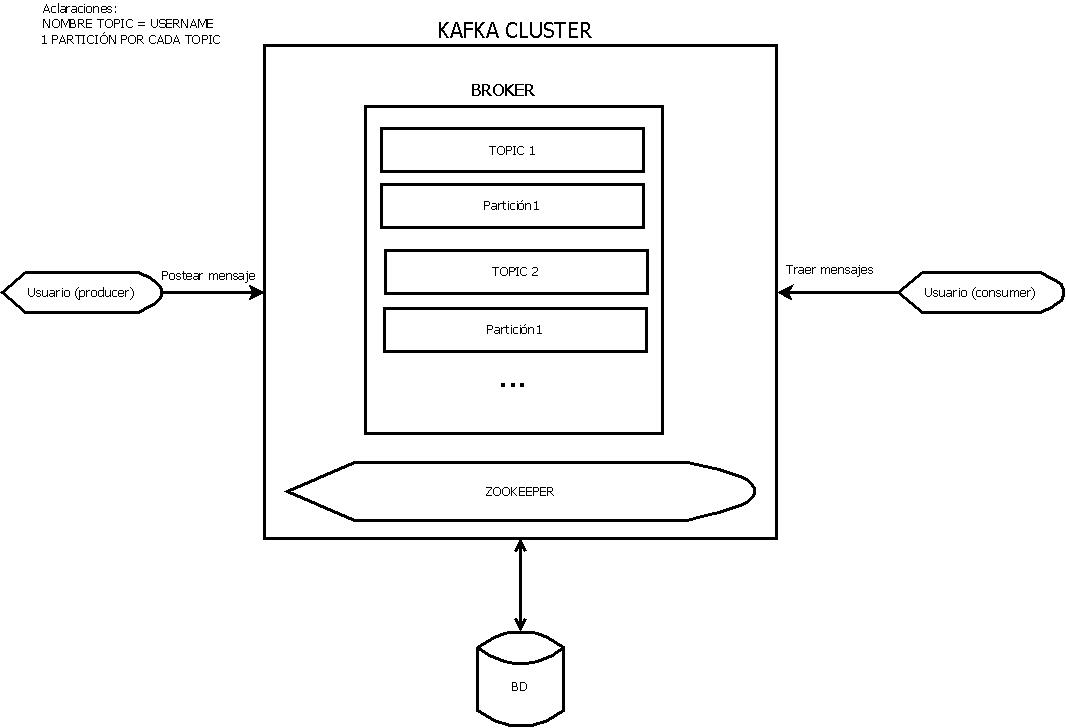 Aclaraciones:
NOMBRE TOPIC = USERNAME
1 PARTICIÓN POR CADA TOPIC
KAFKA CLUSTER
BROKER
TOPIC 1
Partición1
TOPIC 2
Partición1
...
Postear mensaje
Usuario (producer)
Traer mensajes
Usuario (consumer)
ZOOKEEPER
BD